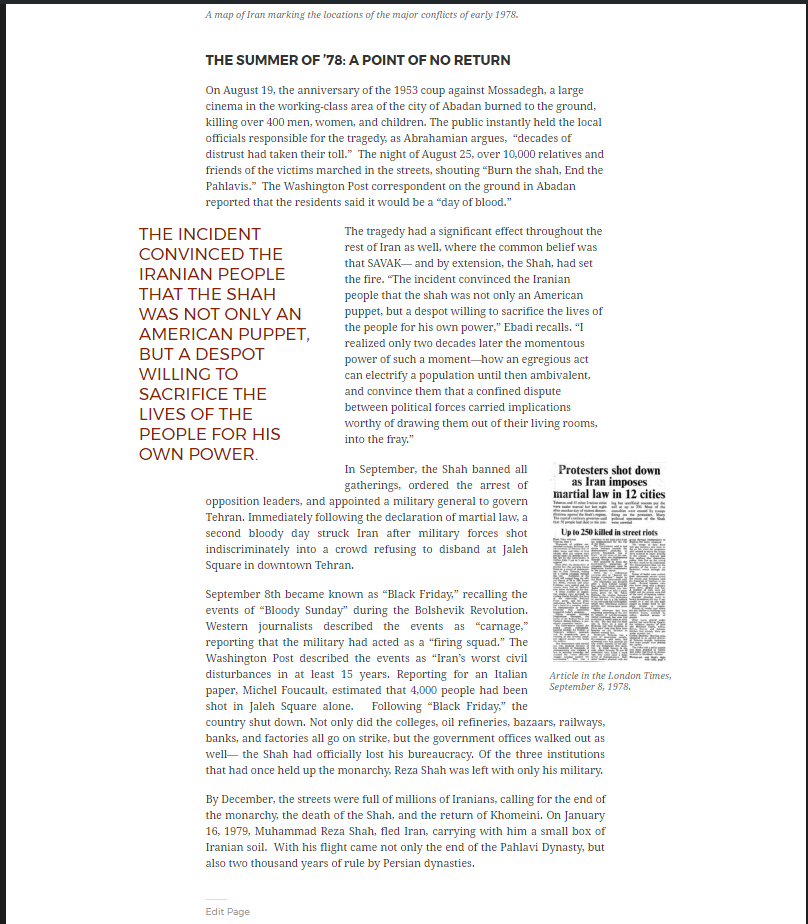 A map of Iran marking the locations of the major conflicts of early 1978.
THE SUMMER OF ’78: A POINT OF NO RETURN
On August 19, the anniversary of the 1953 coup against Mossadegh, a large
cinema in the working-class area of the city of Abadan burned to the ground,
killing over 400 men, women, and children. The public instantly held the local
officials responsible for the tragedy, as Abrahamian argues,  “decades of
distrust had taken their toll.”  The night of August 25, over 10,000 relatives and
friends of the victims marched in the streets, shouting “Burn the shah, End the
Pahlavis.”  The Washington Post correspondent on the ground in Abadan
reported that the residents said it would be a “day of blood.”
THE INCIDENT
CONVINCED THE
IRANIAN PEOPLE
THAT THE SHAH
WAS NOT ONLY AN
AMERICAN PUPPET,
BUT A DESPOT
WILLING TO
SACRIFICE THE
LIVES OF THE
PEOPLE FOR HIS
OWN POWER.
The tragedy had a significant effect throughout the
rest of Iran as well, where the common belief was
that SAVAK— and by extension, the Shah, had set
the fire. “The incident convinced the Iranian
people that the shah was not only an American
puppet, but a despot willing to sacrifice the lives of
the people for his own power,” Ebadi recalls. “I
realized only two decades later the momentous
power of such a moment—how an egregious act
can electrify a population until then ambivalent,
and convince them that a confined dispute
between political forces carried implications
worthy of drawing them out of their living rooms,
into the fray.”
In September, the Shah banned all
gatherings, ordered the arrest of
opposition leaders, and appointed a military general to govern
Tehran. Immediately following the declaration of martial law, a
second bloody day struck Iran after military forces shot
indiscriminately into a crowd refusing to disband at Jaleh
Square in downtown Tehran.
Protesters shot down
as Iran imposes
martial law in 12 cities
Up to 250 killed in street riots
Article in the London Times,
September 8, 1978.
September 8th became known as “Black Friday,” recalling the
events of “Bloody Sunday” during the Bolshevik Revolution.
Western journalists described the events as “carnage,”
reporting that the military had acted as a “firing squad.” The
Washington Post described the events as “Iran’s worst civil
disturbances in at least 15 years. Reporting for an Italian
paper, Michel Foucault, estimated that 4,000 people had been
shot in Jaleh Square alone.   Following “Black Friday,” the
country shut down. Not only did the colleges, oil refineries, bazaars, railways,
banks, and factories all go on strike, but the government offices walked out as
well— the Shah had officially lost his bureaucracy. Of the three institutions
that had once held up the monarchy, Reza Shah was left with only his military.
By December, the streets were full of millions of Iranians, calling for the end of
the monarchy, the death of the Shah, and the return of Khomeini. On January
16, 1979, Muhammad Reza Shah, fled Iran, carrying with him a small box of
Iranian soil.  With his flight came not only the end of the Pahlavi Dynasty, but
also two thousand years of rule by Persian dynasties.
Edit Page